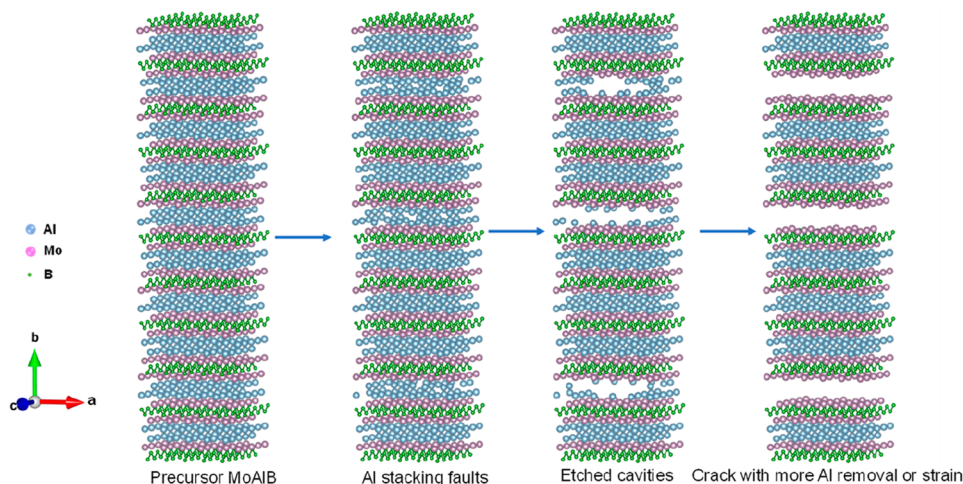 Al
Mo
B
b
c
a
Precursor MoAlB
Al stacking faults
Etched cavities
Crack with more Al removal or strain